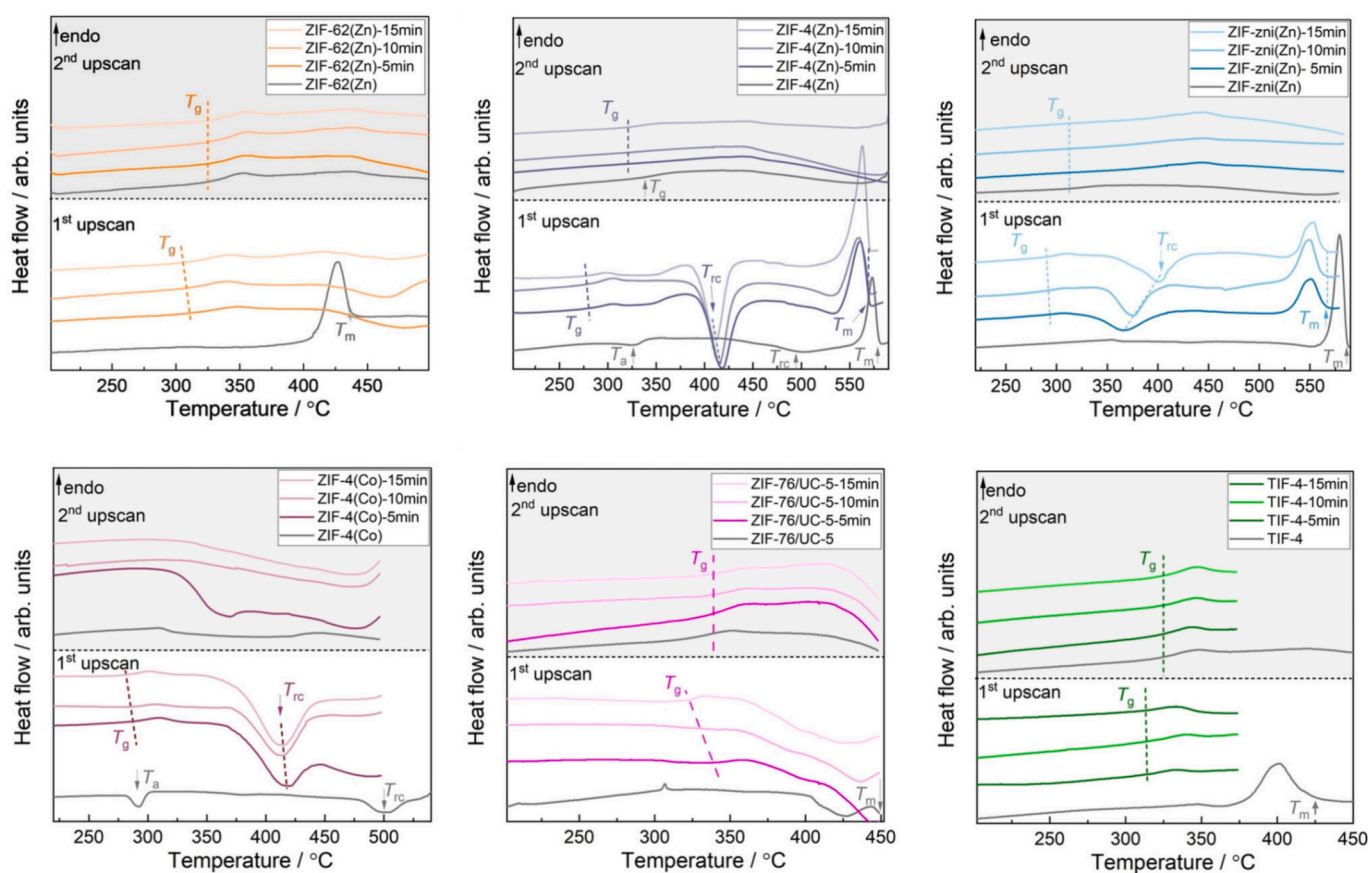 endo
2nd upscan
ZIF-62(Zn)-15min
ZIF-62(Zn)-10min
ZIF-62(Zn)-5min
ZIF-62(Zn)
Tg
1st upscan
Tg
Tm
Heat flow / arb. units
250 300 350 400 450
Temperature / °C
endo
2nd upscan
ZIF-4(Zn)-15min
ZIF-4(Zn)-10min
ZIF-4(Zn)-5min
ZIF-4(Zn)
Tg
Tg
1st upscan
Trc
Tg
Tm
Ta
Trc
Tm
Heat flow / arb. units
250 300 350 400 450 500 550
Temperature / °C
endo
2nd upscan
ZIF-zni(Zn)-15min
ZIF-zni(Zn)-10min
ZIF-zni(Zn)- 5min
ZIF-zni(Zn)
Tg
1st upscan
Tg
Trc
Tm
Tm
Heat flow / arb. units
250 300 350 400 450 500 550
Temperature / °C
endo
2nd upscan
ZIF-4(Co)-15min
ZIF-4(Co)-10min
ZIF-4(Co)-5min
ZIF-4(Co)
1st upscan
Trc
Tg
Ta
Trc
Heat flow / arb. units
250 300 350 400 450 500
Temperature / °C
endo
2nd upscan
ZIF-76/UC-5-15min
ZIF-76/UC-5-10min
ZIF-76/UC-5-5min
ZIF-76/UC-5
Tg
1st upscan
Tg
Tm
Heat flow / arb. units
250 300 350 400 450
Temperature / °C
endo
2nd upscan
TIF-4-15min
TIF-4-10min
TIF-4-5min
TIF-4
Tg
1st upscan
Tg
Tm
Heat flow / arb. units
250 300 350 400 450
Temperature / °C